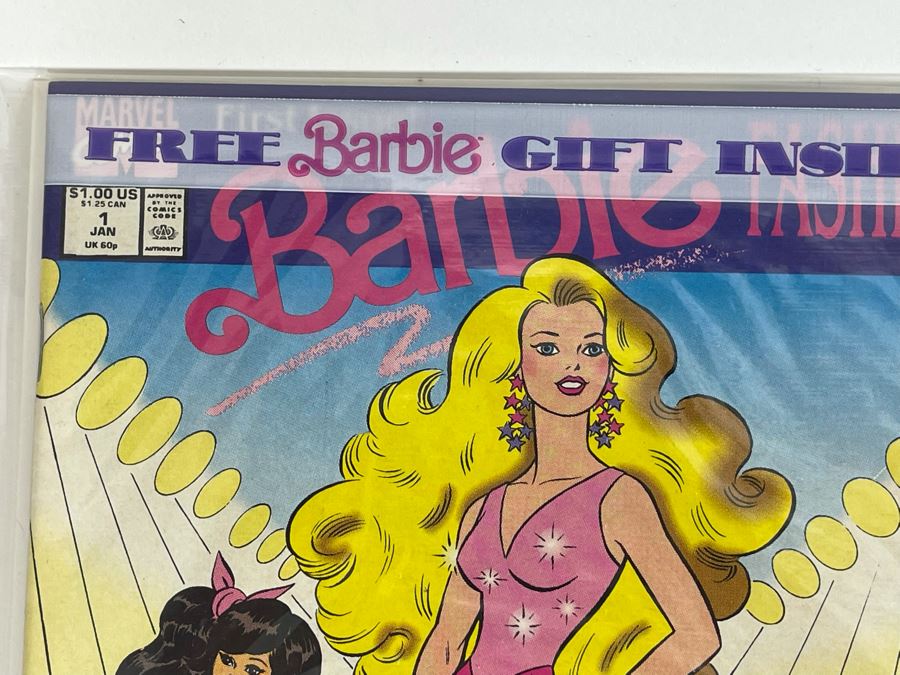 MARVEL
First
FREE Barbie™ GIFT INSI
$1.00 US
$1.25 CAN
1
JAN
UK 60p
APPROVED
BY THE
COMICS
CODE
AUTHORITY
Barbie FASHI